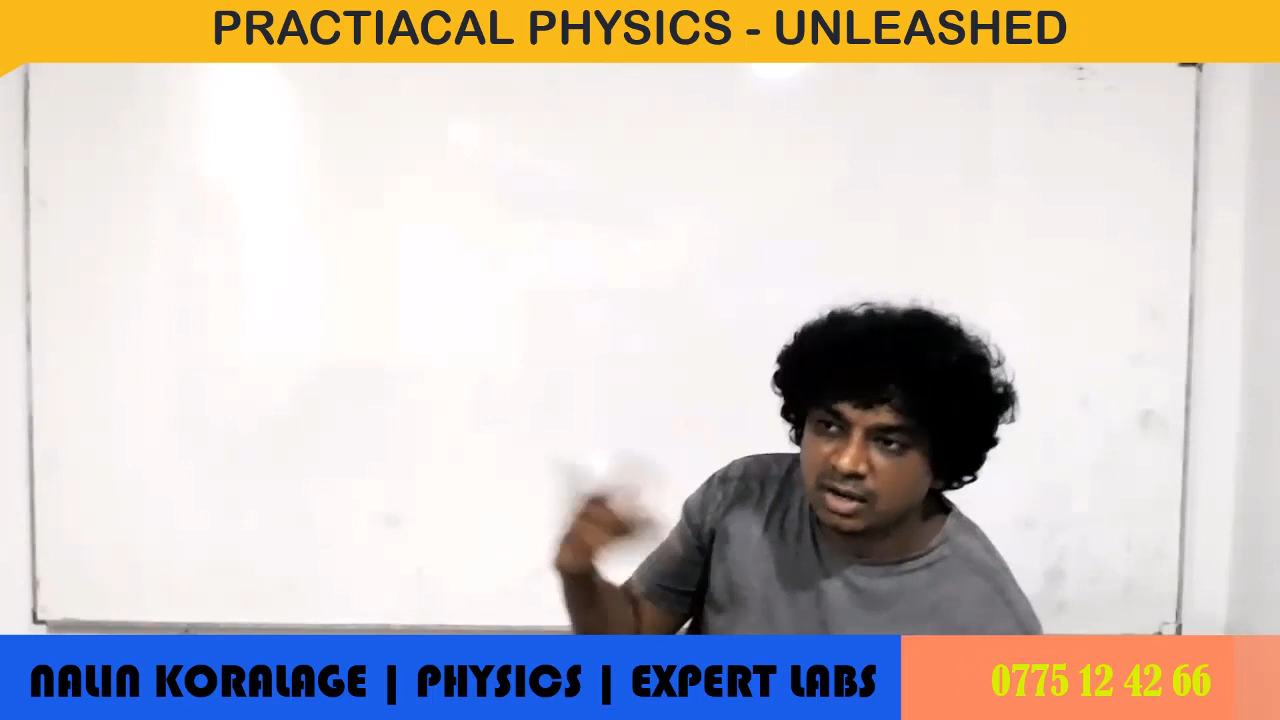 PRACTIACAL PHYSICS - UNLEASHED
NALIN KORALAGE | PHYSICS | EXPERT LABS
0775 12 42 66